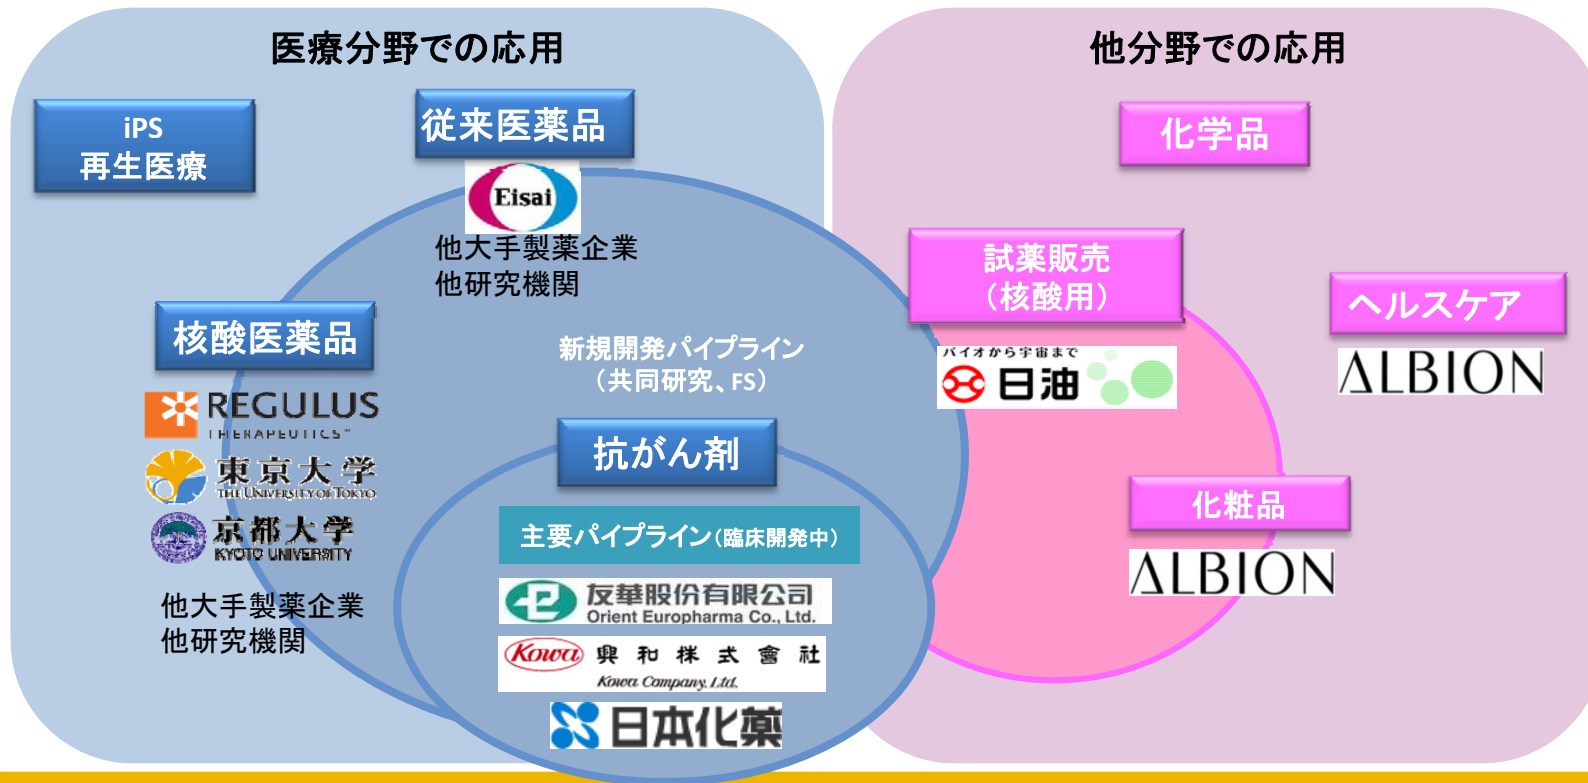 医療分野での応用
iPS
再生医療
従来医薬品
Eisai
他大手製薬企業
他研究機関
核酸医薬品
REGULUS
THERAPEUTICS
東京大学
THE UNIVERSITY OF TOKYO
京都大学
KYOTO UNIVERSITY
他大手製薬企業
他研究機関
新規開発パイプライン
（共同研究、FS）
抗がん剤
主要パイプライン（臨床開発中）
友華股份有限公司
Orient Europharma Co., Ltd.
Kowa 興和株式會社
Kowa Company, Ltd.
日本化薬
他分野での応用
化学品
試薬販売
（核酸用）
バイオから宇宙まで
日油
ヘルスケア
ALBION
化粧品
ALBION